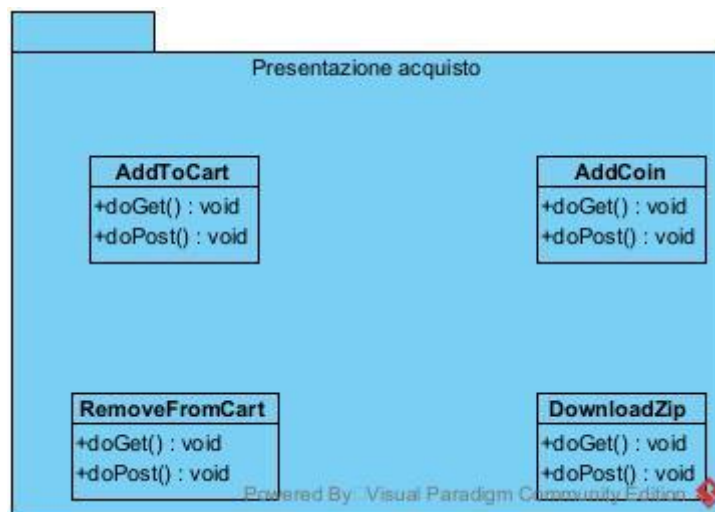 Presentazione acquisto
AddToCart
+doGet() : void
+doPost() : void
AddCoin
+doGet() : void
+doPost() : void
RemoveFromCart
+doGet() : void
+doPost() : void
DownloadZip
+doGet() : void
+doPost() : void
Powered By Visual Paradigm Community Edition